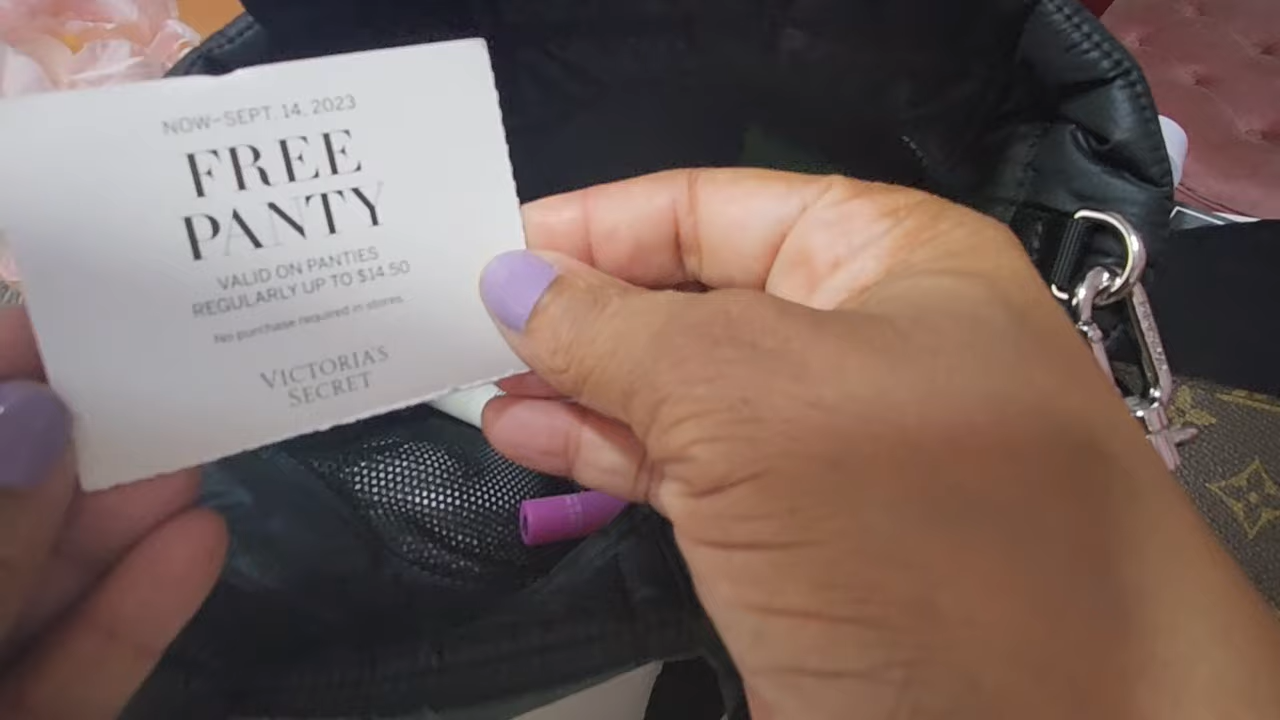 NOW-SEPT. 14, 2023
FREE
PANTY
VALID ON PANTIES
REGULARLY UP TO $14.50
No purchase required in stores.
VICTORIA'S
SECRET